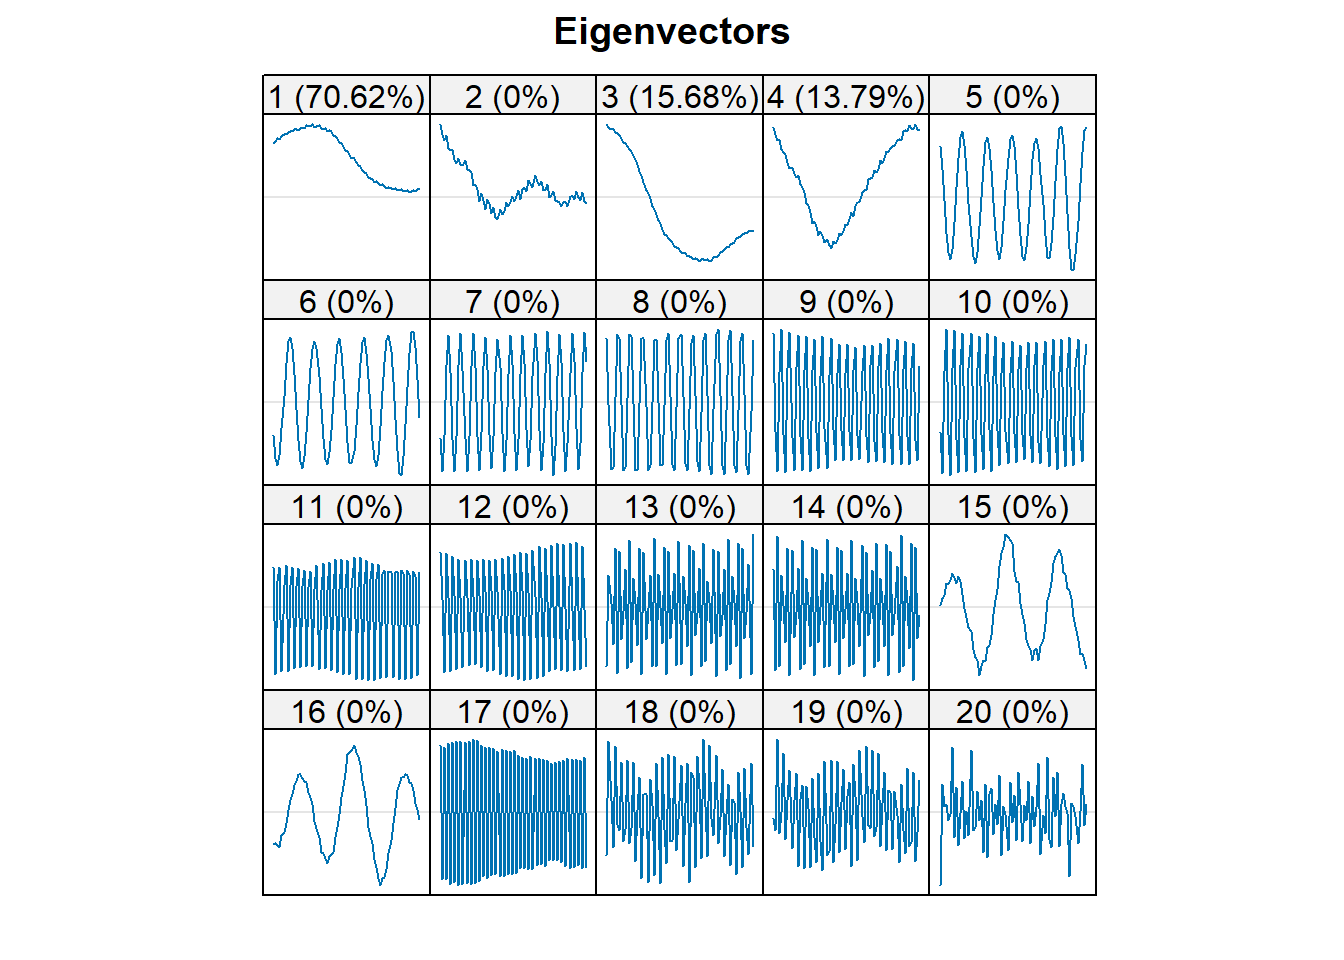 Eigenvectors
1 (70.62%) 2 (0%) 3 (15.68%) 4 (13.79%) 5 (0%)
6 (0%) 7 (0%) 8 (0%) 9 (0%) 10 (0%)
11 (0%) 12 (0%) 13 (0%) 14 (0%) 15 (0%)
16 (0%) 17 (0%) 18 (0%) 19 (0%) 20 (0%)